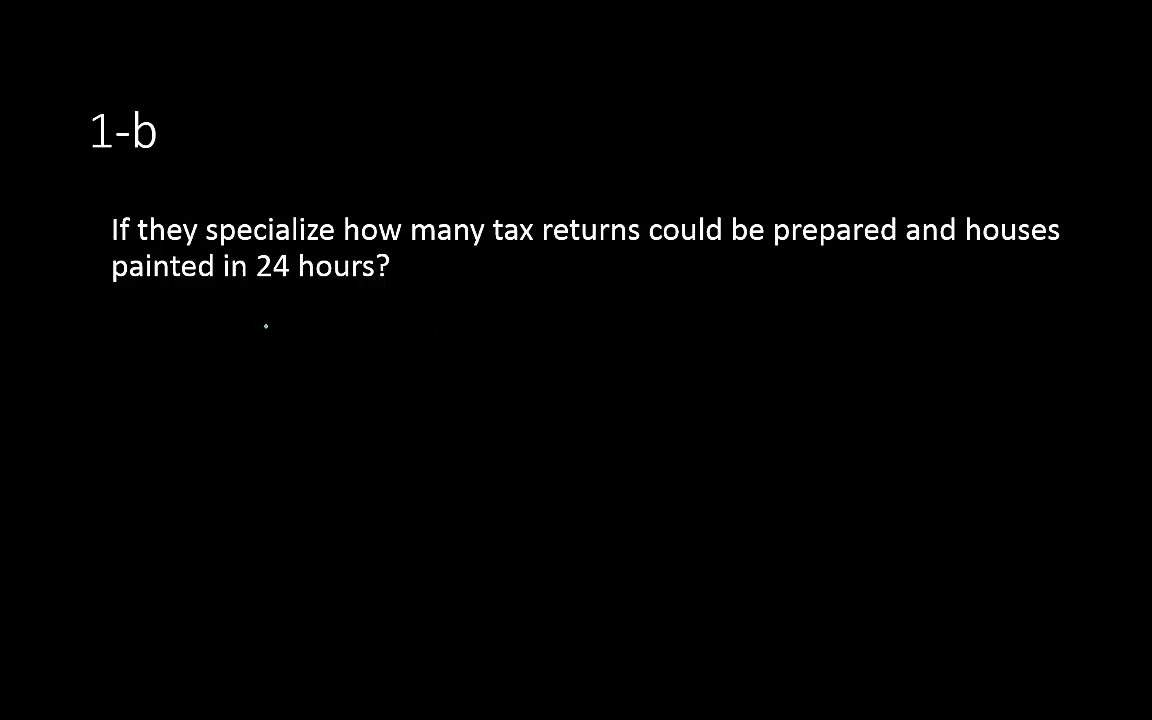 1-b
If they specialize how many tax returns could be prepared and houses
painted in 24 hours?